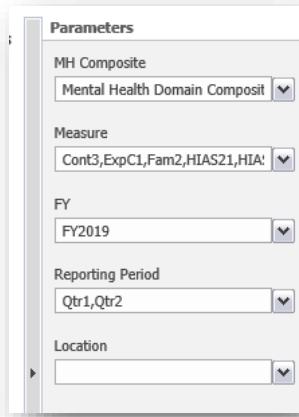 s
Parameters
MH Composite
Mental Health Domain Composit
Measure
Cont3,ExpC1,Fam2,HIAS21,HIAS
FY
FY2019
Reporting Period
Qtr1,Qtr2
Location